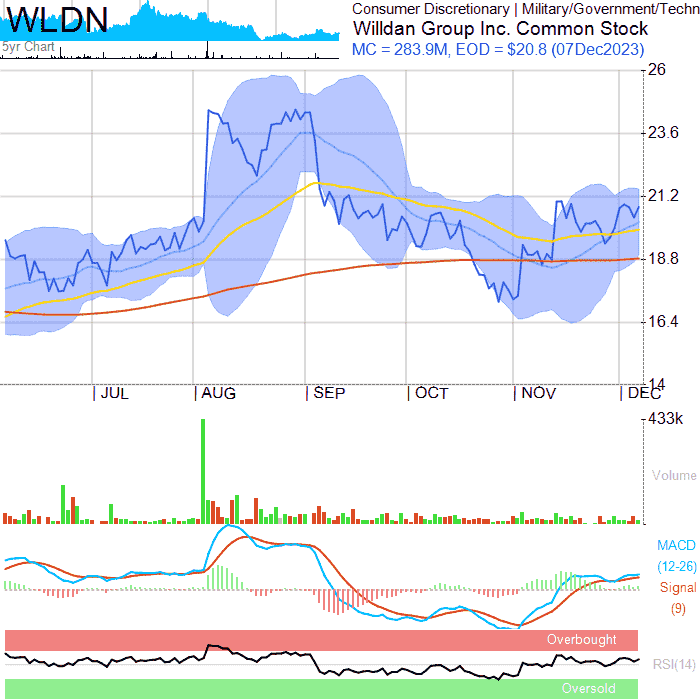 WLDN
5yr Chart
Consumer Discretionary | Military/Government/Techn
Willdan Group Inc. Common Stock
MC = 283.9M, EOD = $20.8 (07Dec2023)
26
23.6
21.2
18.8
16.4
14
JUL
AUG
SEP
OCT
NOV
DEC
433k
Volume
MACD
(12-26)
Signal
(9)
Overbought
RSI(14)
Oversold